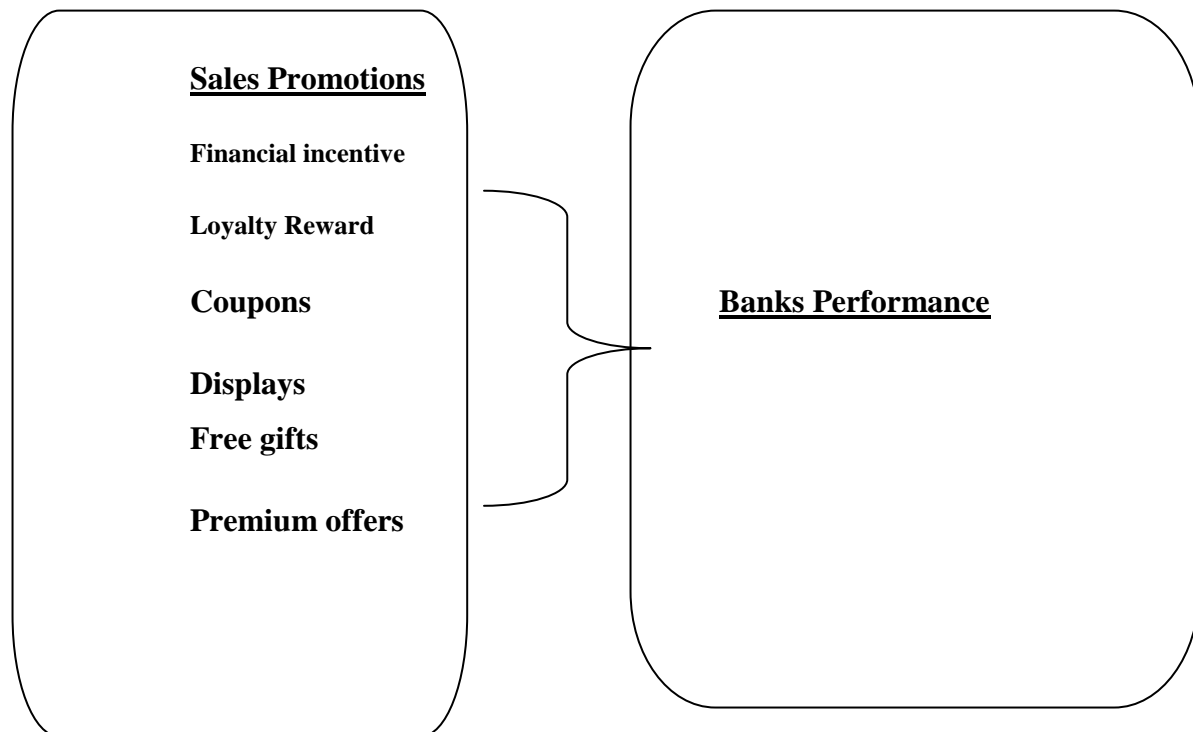 Sales Promotions
Financial incentive
Loyalty Reward
Coupons
Banks Performance
Displays
Free gifts
Premium offers